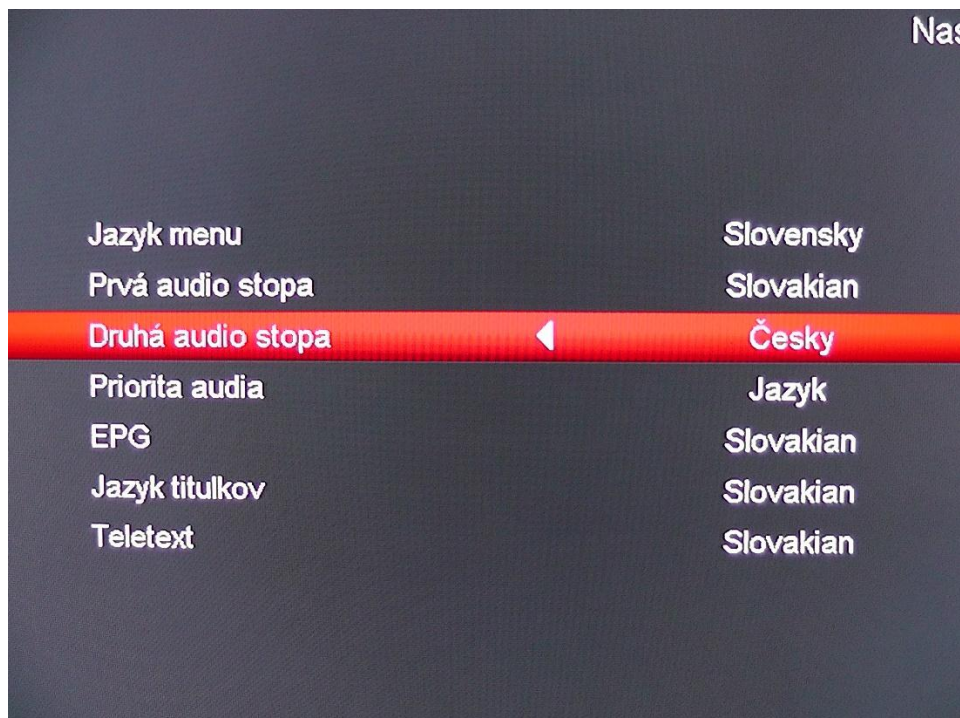 Jazyk menu Slovensky
Prvá audio stopa Slovakian
Druhá audio stopa Česky
Priorita audia Jazyk
EPG Slovakian
Jazyk titulkov Slovakian
Teletext Slovakian